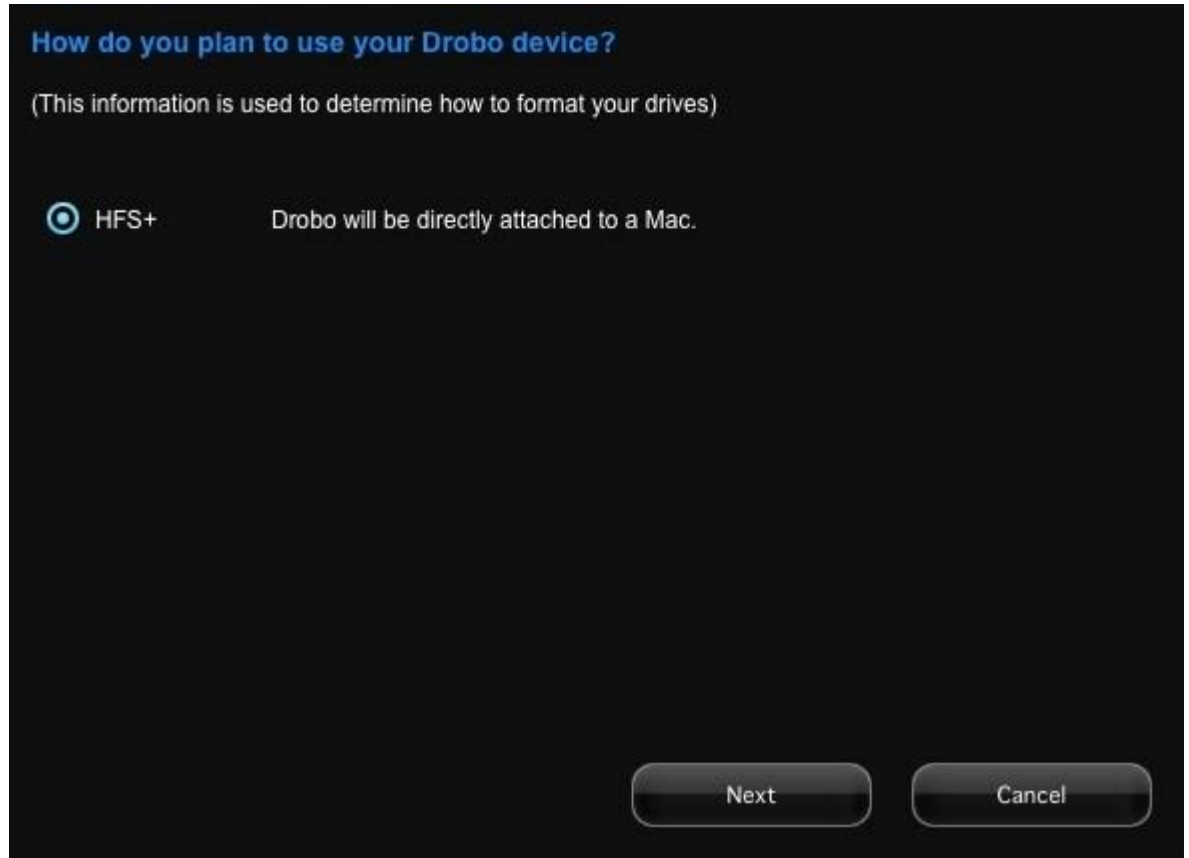 How do you plan to use your Drobo device?
(This information is used to determine how to format your drives)
HFS+ Drobo will be directly attached to a Mac.
Next Cancel